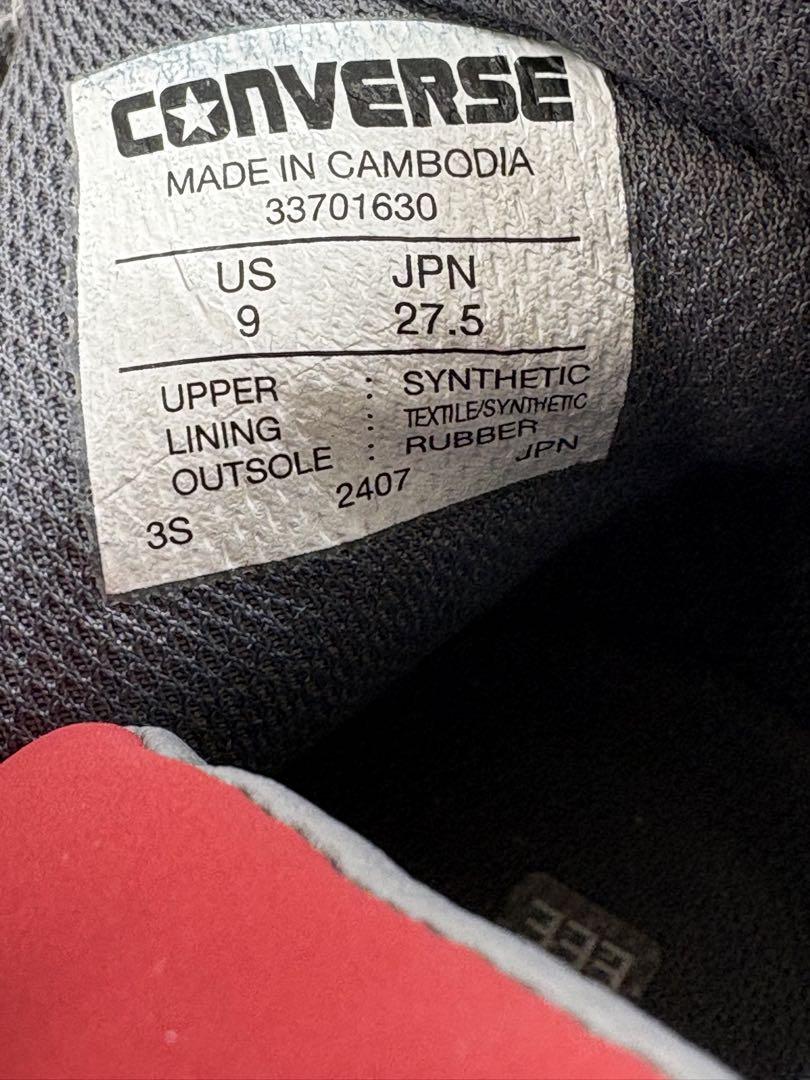 CONVERSE
MADE IN CAMBODIA
33701630
US JPN
9 27.5
UPPER : SYNTHETIC
LINING : TEXTILE/SYNTHETIC
OUTSOLE : RUBBER
3S 2407 JPN